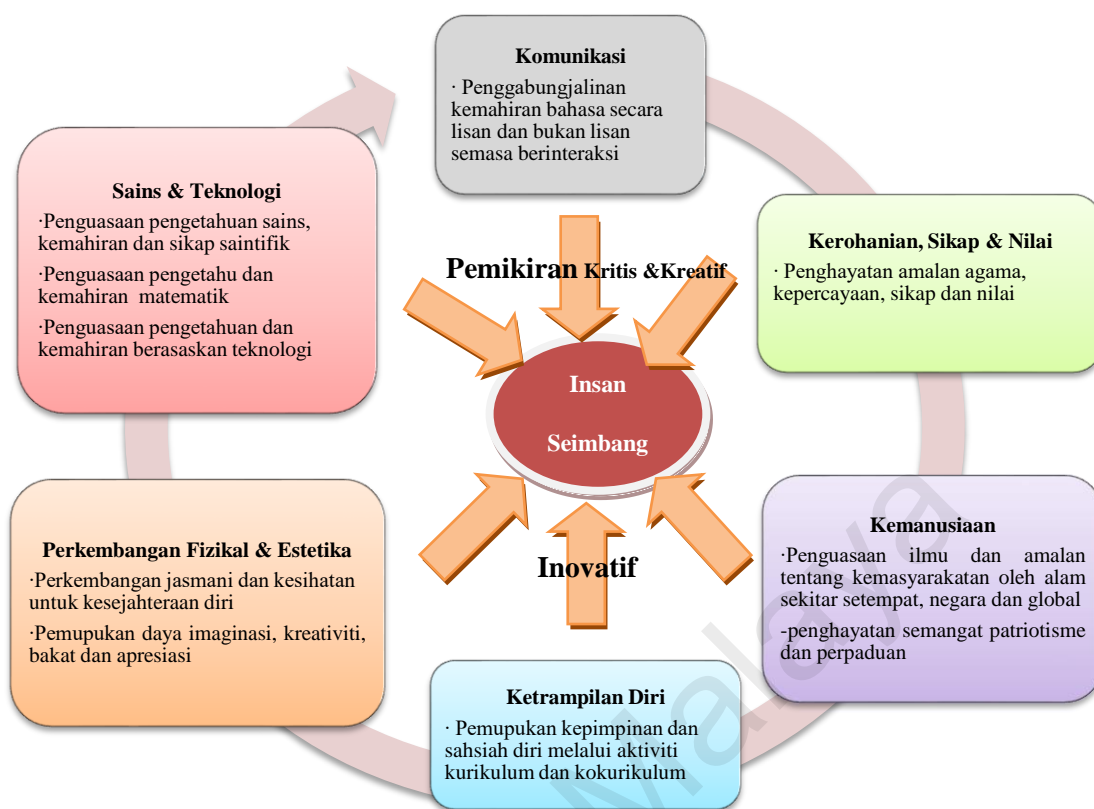 Komunikasi
· Penggabungjalinan
kemahiran bahasa secara
lisan dan bukan lisan
semasa berinteraksi
Kerohanian, Sikap & Nilai
· Penghayatan amalan agama,
kepercayaan, sikap dan nilai
Kemanusiaan
·Penguasaan ilmu dan amalan
tentang kemasyarakatan oleh alam
sekitar setempat, negara dan global
-penghayatan semangat patriotisme
dan perpaduan
Ketrampilan Diri
· Pemupukan kepimpinan dan
sahsiah diri melalui aktiviti
kurikulum dan kokurikulum
Perkembangan Fizikal & Estetika
·Perkembangan jasmani dan kesihatan
untuk kesejahteraan diri
·Pemupukan daya imaginasi, kreativiti,
bakat dan apresiasi
Sains & Teknologi
·Penguasaan pengetahuan sains,
kemahiran dan sikap saintifik
·Penguasaan pengetahu dan
kemahiran matematik
·Penguasaan pengetahuan dan
kemahiran berasaskan teknologi
Pemikiran Kritis &Kreatif
Insan
Seimbang
Inovatif
Malaya